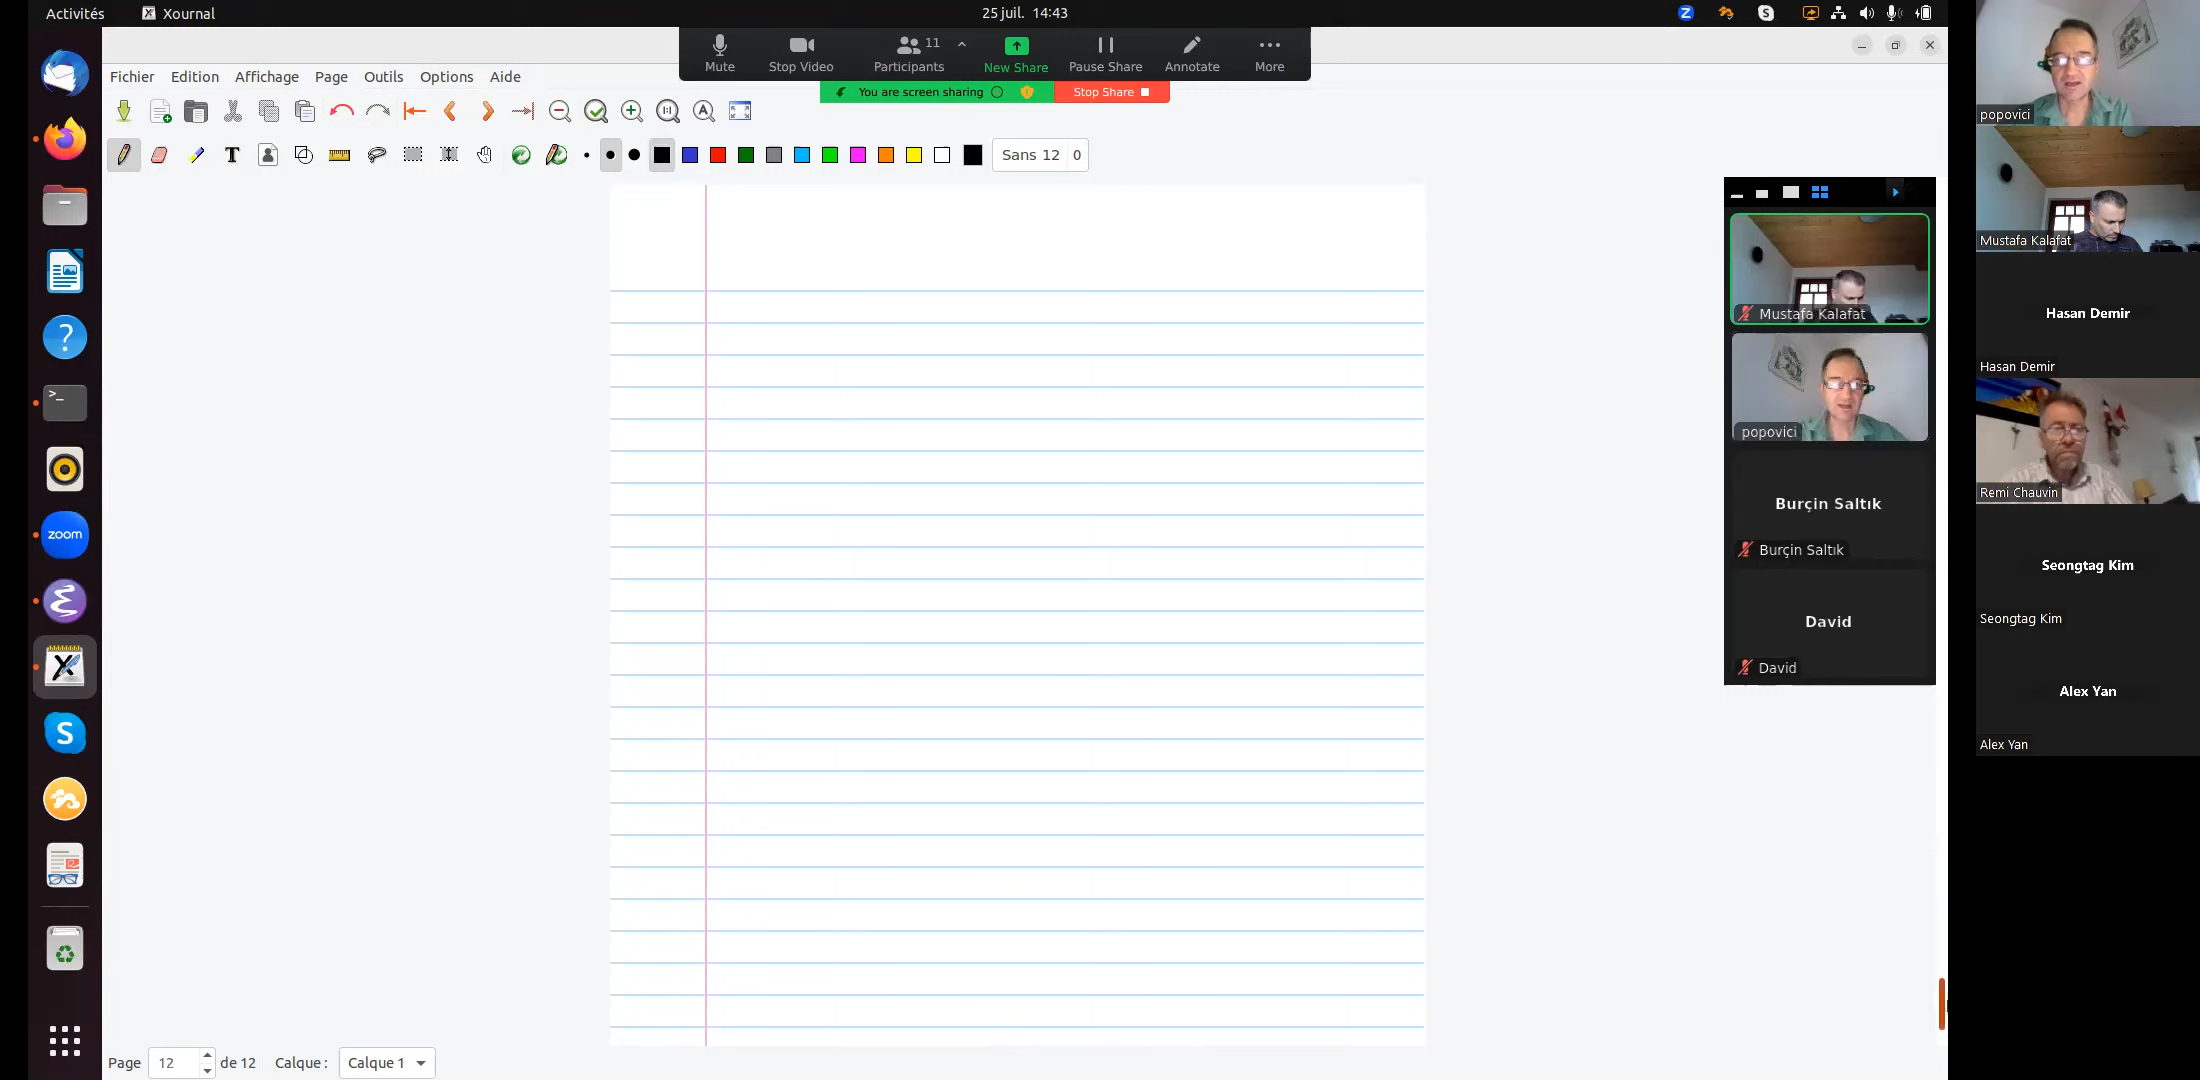 Activités Xournal 25 juil. 14:43
Mute Stop Video Participants 11 New Share Pause Share Annotate More
You are screen sharing Stop Share
Fichier Edition Affichage Page Outils Options Aide
T Sans 12 0
zoom
Page 12 de 12 Calque : Calque 1
Mustafa Kalafat
popovici
Burçin Saltık
Burçin Saltık
David
David
popovici
Mustafa Kalafat
Hasan Demir
Hasan Demir
Remi Chauvin
Seongtag Kim
Seongtag Kim
Alex Yan
Alex Yan